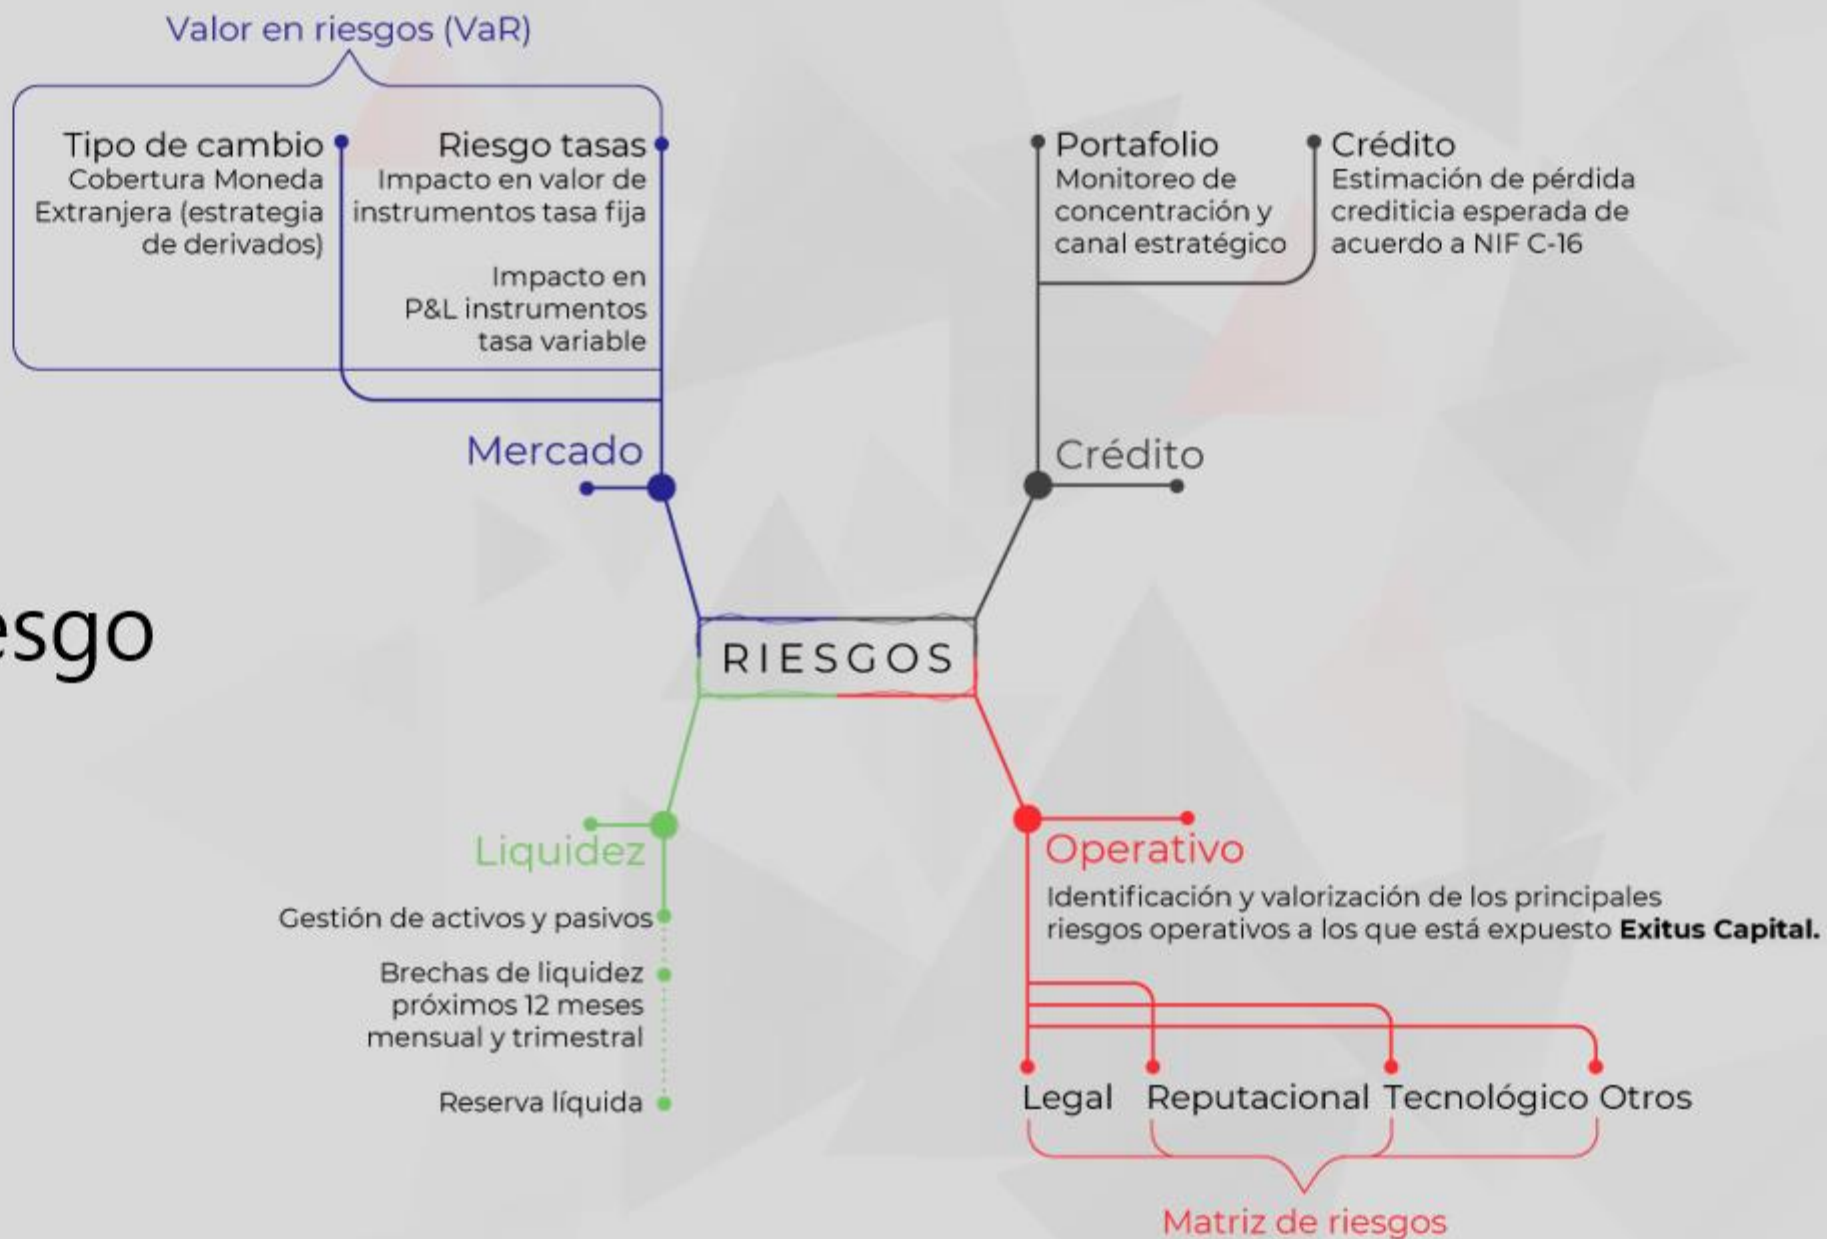 Valor en riesgos (VaR)
Tipo de cambio
Cobertura Moneda
Extranjera (estrategia
de derivados)
Riesgo tasas
Impacto en valor de
instrumentos tasa fija
Impacto en
P&L instrumentos
tasa variable
Mercado
Portafolio
Monitoreo de
concentración y
canal estratégico
Crédito
Estimación de pérdida
crediticia esperada de
acuerdo a NIF C-16
Crédito
esgo
RIESGOS
Liquidez
Gestión de activos y pasivos
Brechas de liquidez
próximos 12 meses
mensual y trimestral
Reserva líquida
Operativo
Identificación y valorización de los principales
riesgos operativos a los que está expuesto Exitus Capital.
Legal Reputacional Tecnológico Otros
Matriz de riesgos